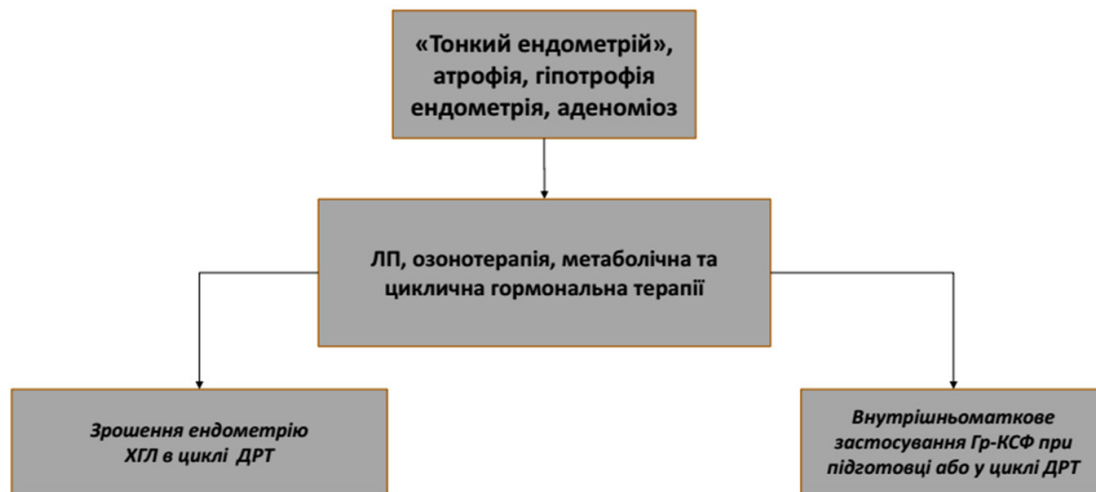 «Тонкий ендометрій»,
атрофія, гіпотрофія
ендометрія, аденоміоз
ЛП, озонотерапія, метаболічна та
циклична гормональна терапії
Зрошення ендометрію
ХГЛ в циклі ДРТ
Внутрішньоматкове
застосування Гр-КСФ при
підготовці або у циклі ДРТ